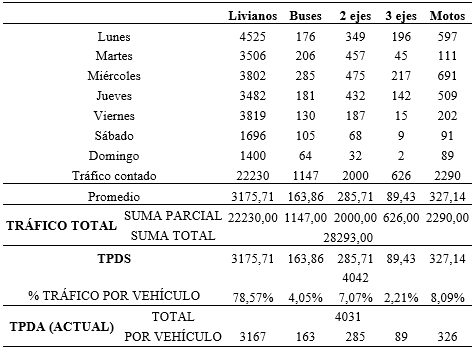 Livianos Buses 2 ejes 3 ejes Motos
Lunes 4525 176 349 196 597
Martes 3506 206 457 45 111
Miércoles 3802 285 475 217 691
Jueves 3482 181 432 142 509
Viernes 3819 130 187 15 202
Sábado 1696 105 68 9 91
Domingo 1400 64 32 2 89
Tráfico contado 22230 1147 2000 626 2290
Promedio 3175,71 163,86 285,71 89,43 327,14
TRÁFICO TOTAL SUMA PARCIAL 22230,00 1147,00 2000,00 626,00 2290,00
SUMA TOTAL 28293,00
TPDS 3175,71 163,86 285,71 89,43 327,14
4042
% TRÁFICO POR VEHÍCULO 78,57% 4,05% 7,07% 2,21% 8,09%
TPDA (ACTUAL) TOTAL 4031
POR VEHÍCULO 3167 163 285 89 326